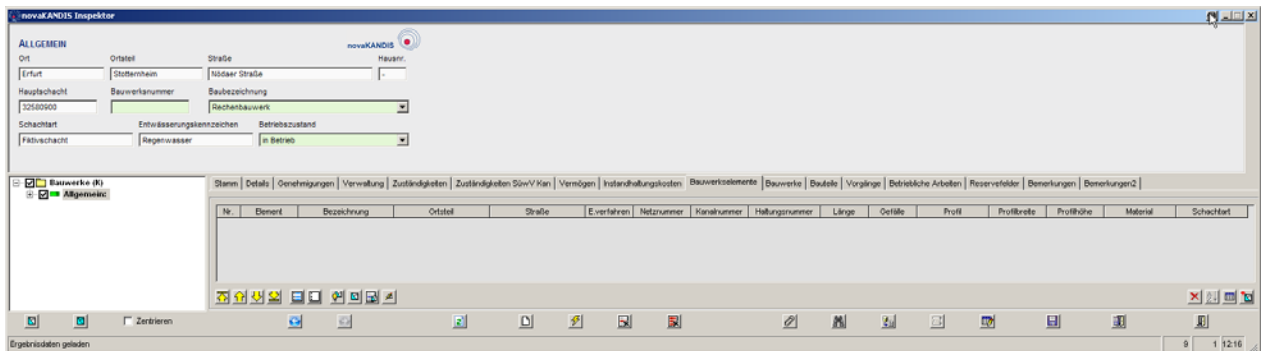 novaKANDIS Inspektor
ALLGEMEIN
novaKANDIS
Ort Ortsteil Straße Hausnr.
Erfurt Stotternheim Nödaer Straße -
Hauptschacht Bauwerksnummer Baubezeichnung
32580900 Rechenbauwerk
Schachtart Entwässerungskennzeichen Betriebszustand
Fiktivschacht Regenwasser in Betrieb
Bauwerke (K)
Allgemein:
Stamm Details Genehmigungen Verwaltung Zuständigkeiten Zuständigkeiten SüwV Kan Vermögen Instandhaltungskosten Bauwerkselemente Bauwerke Bauteile Vorgänge Betriebliche Arbeiten Reservefelder Bemerkungen Bemerkungen2
Nr. Element Bezeichnung Ortsteil Straße E.verfahren Netznummer Kanalnummer Haltungsnummer Länge Gefälle Profil Profilbreite Profilhöhe Material Schachtart
Zentrieren
Ergebnisdaten geladen 9 1 12:16